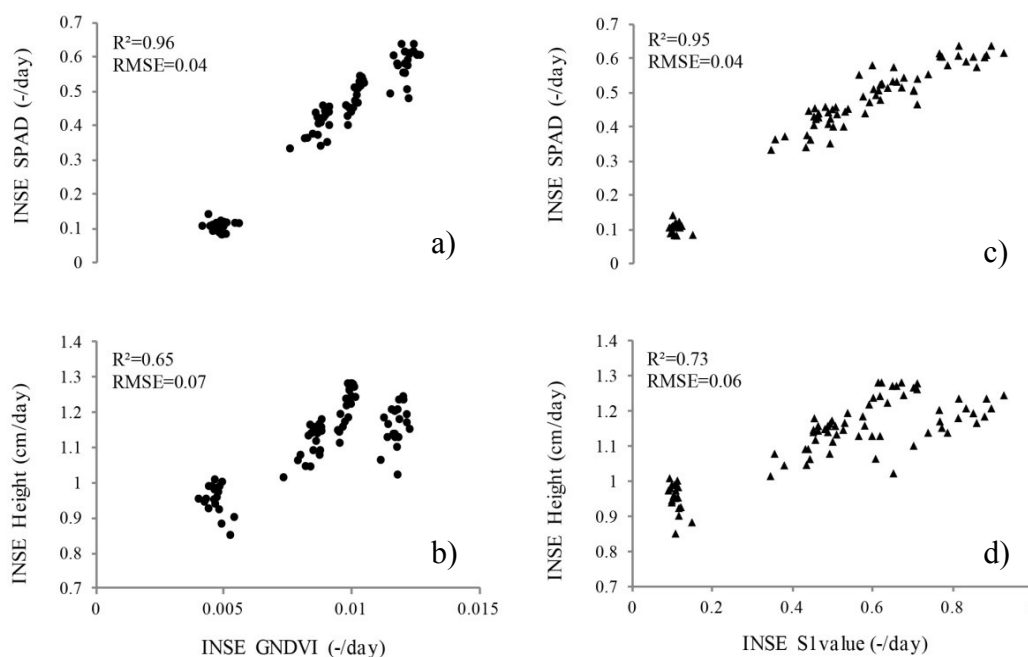 0.7
0.6
0.5
0.4
0.3
0.2
0.1
0
INSE SPAD (-/day)
R²=0.96
RMSE=0.04
a)
0.7
0.6
0.5
0.4
0.3
0.2
0.1
0
INSE SPAD (-/day)
R²=0.95
RMSE=0.04
c)
1.4
1.3
1.2
1.1
1
0.9
0.8
0.7
INSE Height (cm/day)
R²=0.65
RMSE=0.07
b)
0
0.005
0.01
0.015
INSE GNDVI (-/day)
1.4
1.3
1.2
1.1
1
0.9
0.8
0.7
INSE Height (cm/day)
R²=0.73
RMSE=0.06
d)
0
0.2
0.4
0.6
0.8
INSE S1value (-/day)